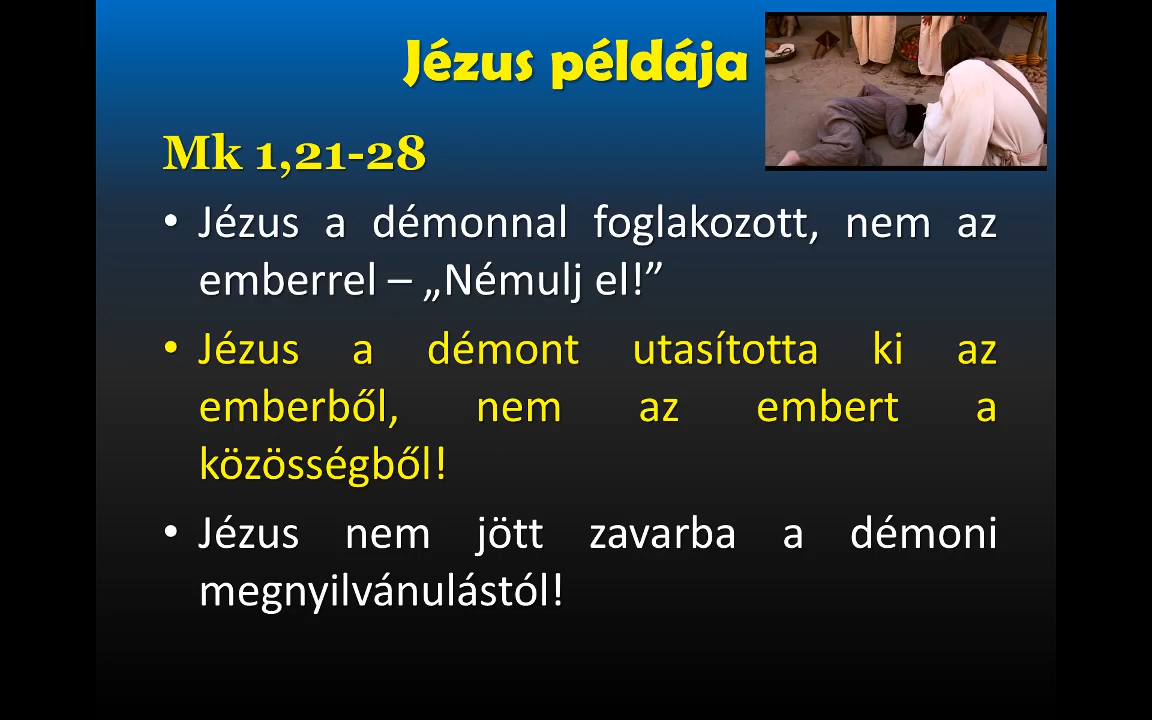 Jézus példája
Mk 1,21-28
• Jézus a démonnal foglakozott, nem az
emberrel – „Némulj el!”
• Jézus a démont utasította ki az
emberből, nem az embert a
közösségből!
• Jézus nem jött zavarba a démoni
megnyilvánulástól!